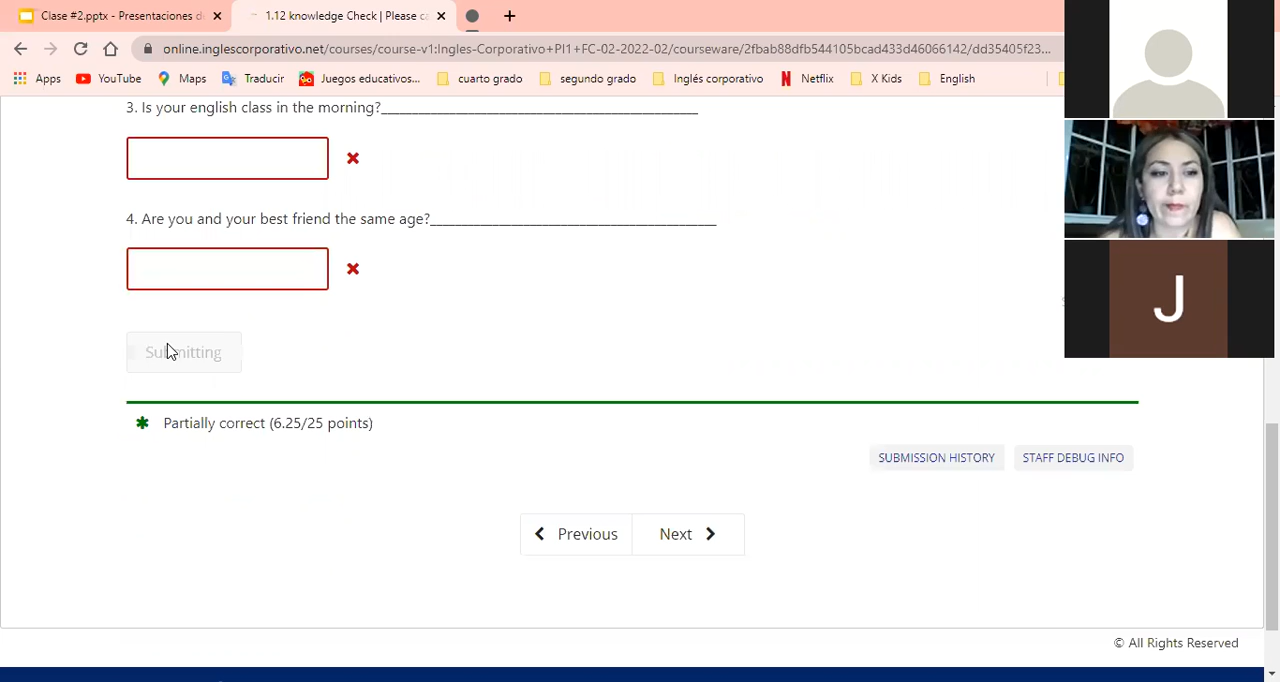 Clase #2.pptx - Presentaciones d
1.12 knowledge Check | Please ca
online.inglescorporativo.net/courses/course-v1:Ingles-Corporativo+PI1+FC-02-2022-02/courseware/2fbab88dfb544105bcad433d46066142/dd35405f23...
Apps YouTube Maps Traducir Juegos educativos... cuarto grado segundo grado Inglés corporativo Netflix X Kids English
3. Is your english class in the morning?________________________________________
4. Are you and your best friend the same age?____________________________________
Submitting
Partially correct (6.25/25 points)
SUBMISSION HISTORY STAFF DEBUG INFO
Previous Next
© All Rights Reserved
J